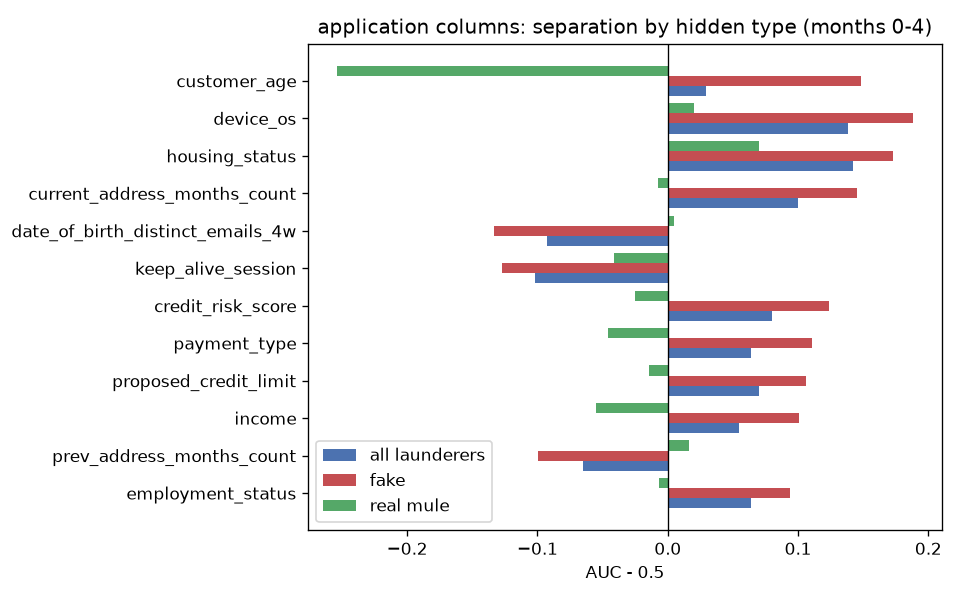 application columns: separation by hidden type (months 0-4)
customer_age
device_os
housing_status
current_address_months_count
date_of_birth_distinct_emails_4w
keep_alive_session
credit_risk_score
payment_type
proposed_credit_limit
income
prev_address_months_count
employment_status
all launderers
fake
real mule
−0.2 −0.1 0.0 0.1 0.2
AUC - 0.5